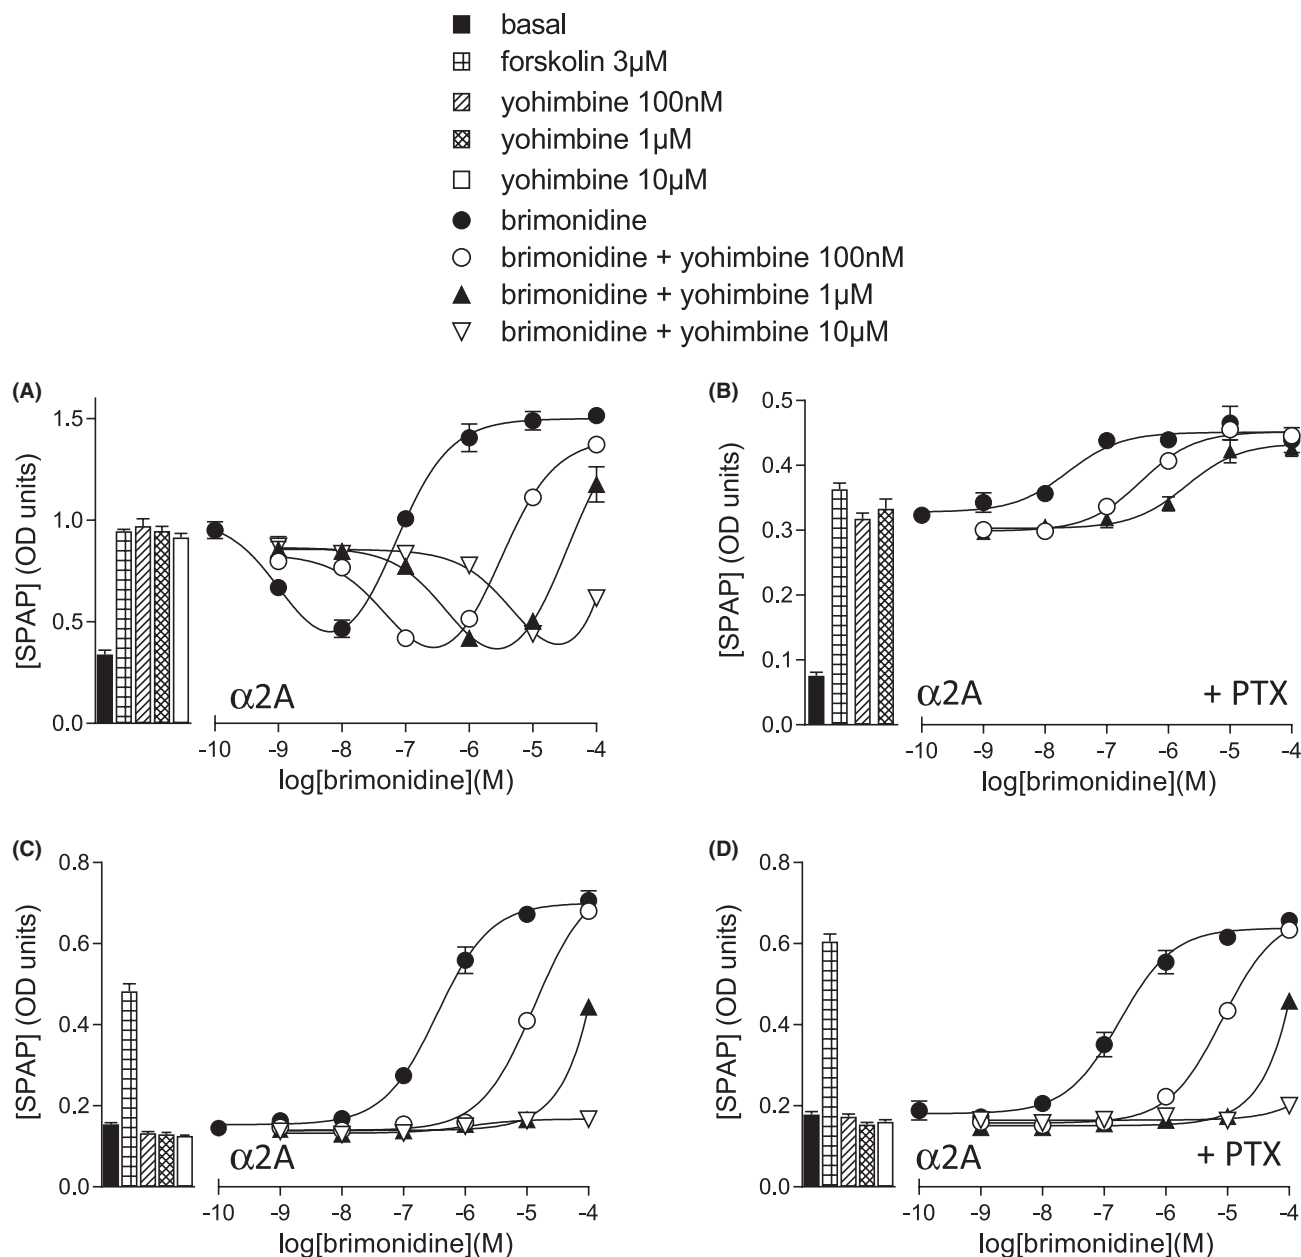 basal
forskolin 3µM
yohimbine 100nM
yohimbine 1µM
yohimbine 10µM
brimonidine
brimonidine + yohimbine 100nM
brimonidine + yohimbine 1µM
brimonidine + yohimbine 10µM
(A)
[SPAP] (OD units)
1.5
1.0
0.5
0.0
α2A
-10 -9 -8 -7 -6 -5 -4
log[brimonidine](M)
(B)
[SPAP] (OD units)
0.5
0.4
0.3
0.2
0.1
0.0
α2A + PTX
-10 -9 -8 -7 -6 -5 -4
log[brimonidine](M)
(C)
[SPAP] (OD units)
0.8
0.6
0.4
0.2
0.0
α2A
-10 -9 -8 -7 -6 -5 -4
log[brimonidine](M)
(D)
[SPAP] (OD units)
0.8
0.6
0.4
0.2
0.0
α2A + PTX
-10 -9 -8 -7 -6 -5 -4
log[brimonidine](M)